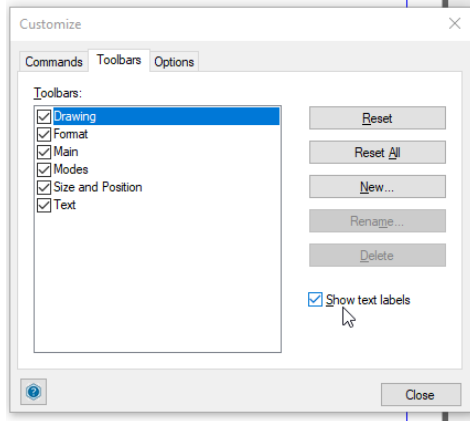 Customize
Commands Toolbars Options
Toolbars:
Drawing
Format
Main
Modes
Size and Position
Text
Reset
Reset All
New...
Rename...
Delete
Show text labels
Close